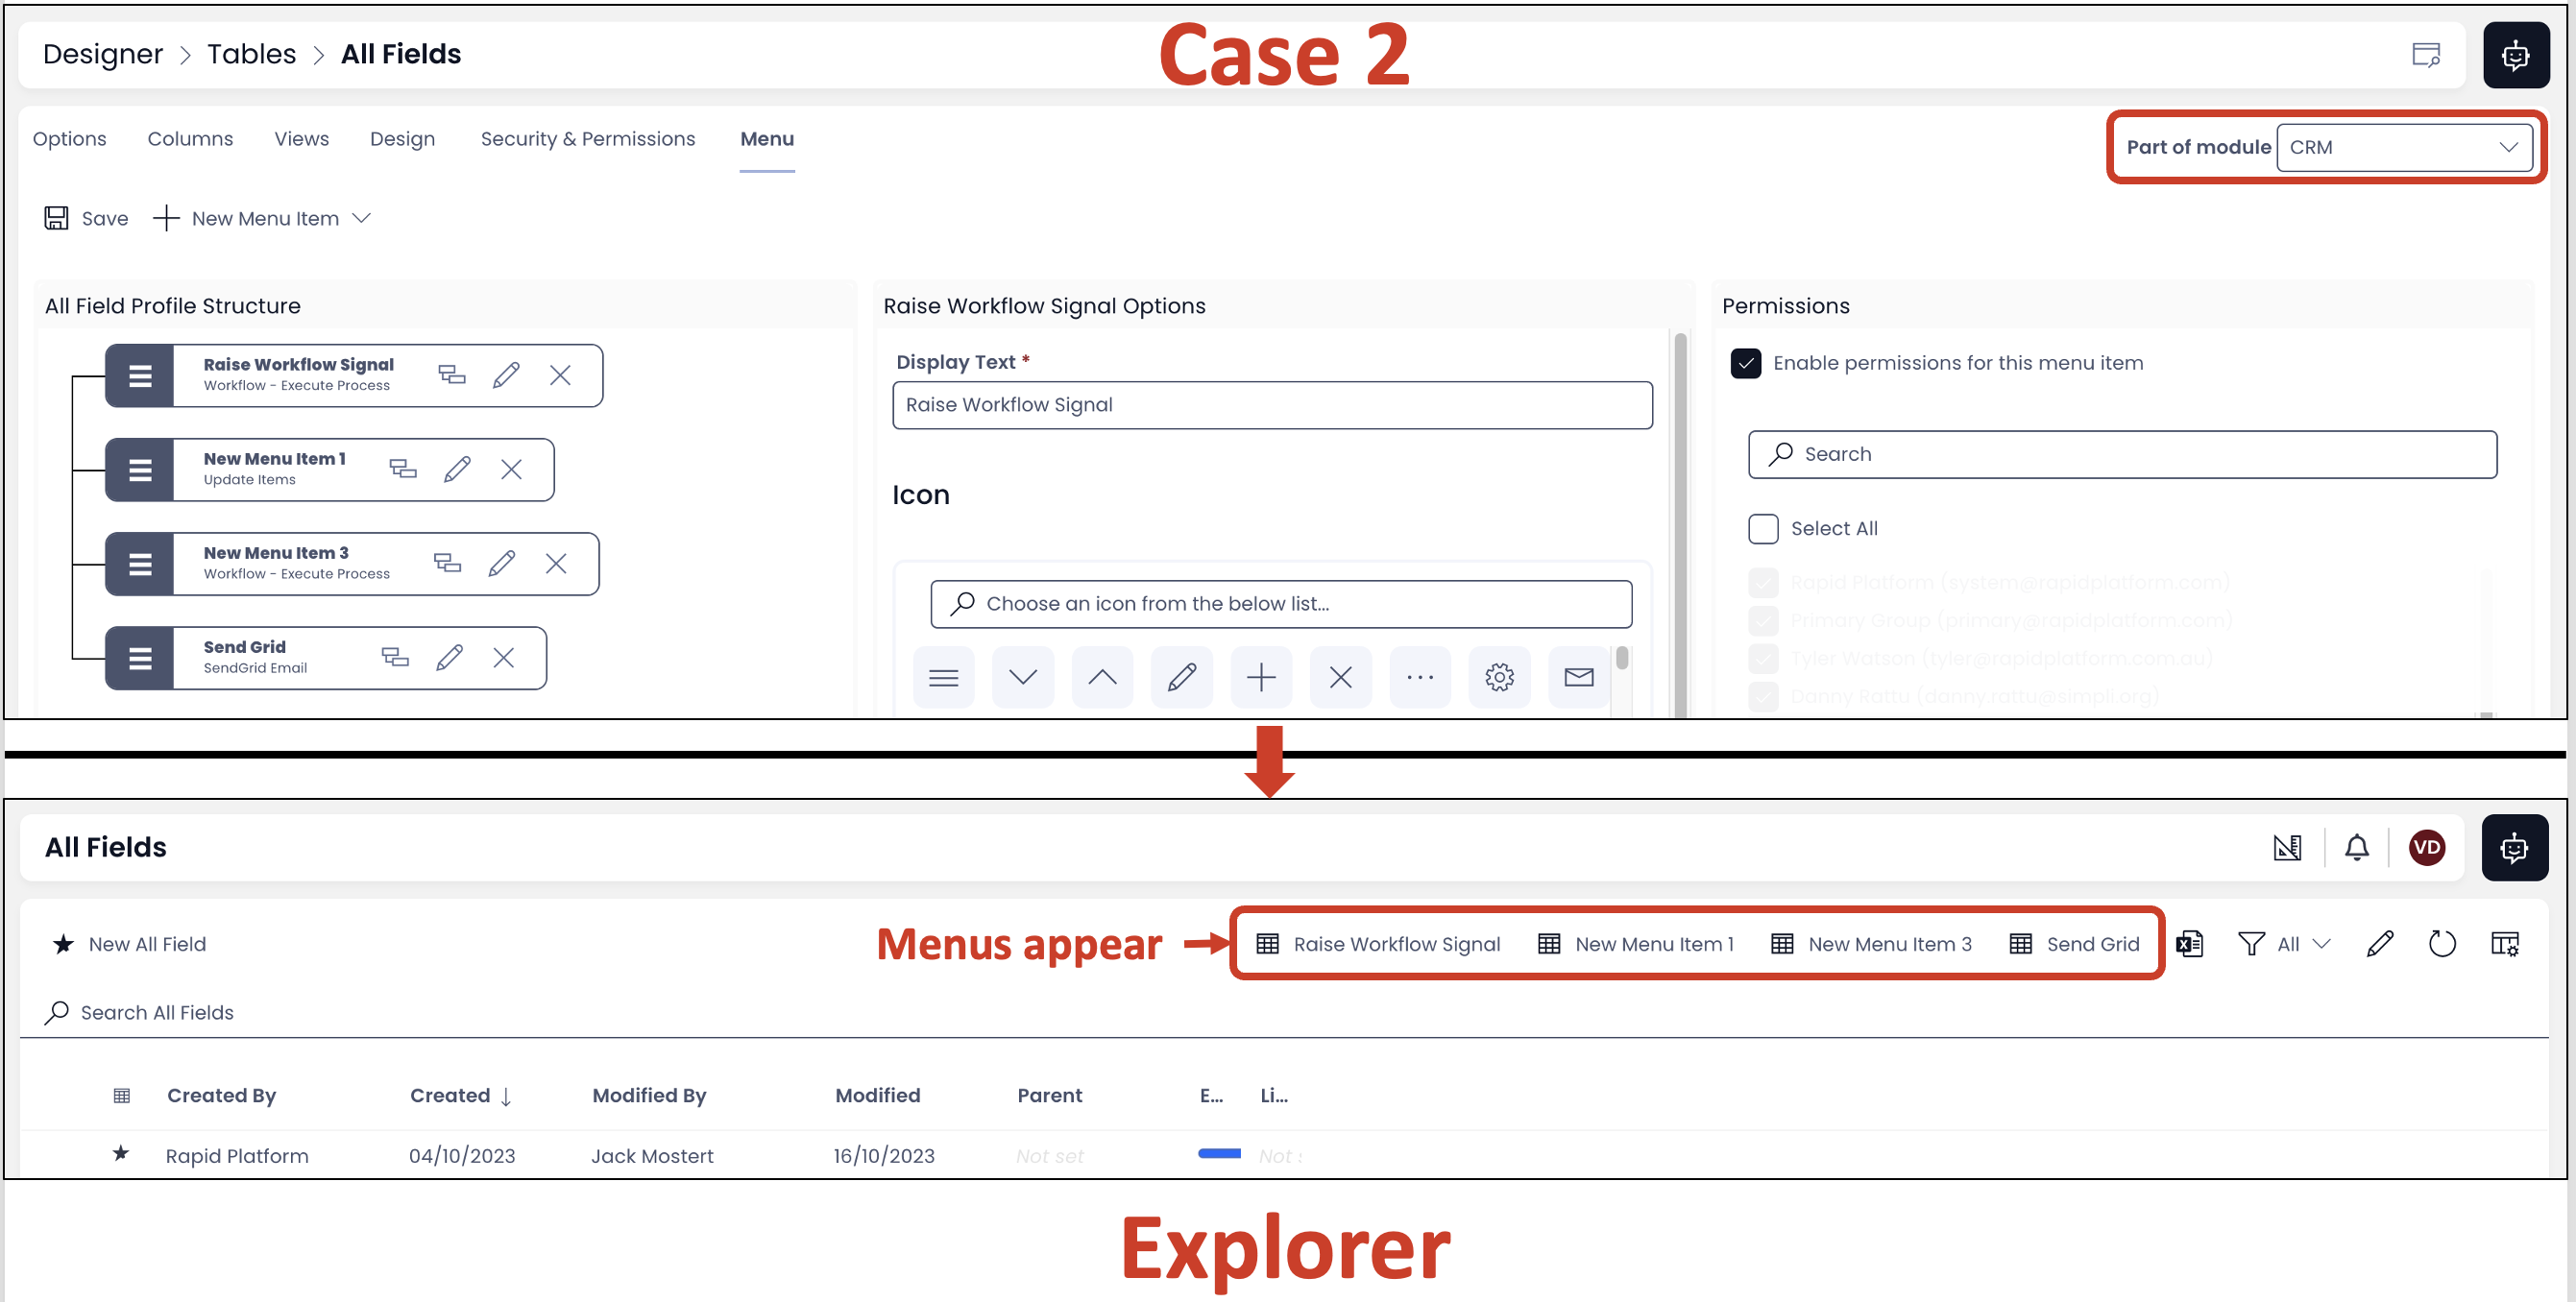 Case 2
Designer > Tables > All Fields
Options Columns Views Design Security & Permissions Menu
Part of module CRM
Save New Menu Item
All Field Profile Structure
Raise Workflow Signal
Workflow - Execute Process
New Menu Item 1
Update Items
New Menu Item 3
Workflow - Execute Process
Send Grid
SendGrid Email
Raise Workflow Signal Options
Display Text *
Raise Workflow Signal
Icon
Choose an icon from the below list...
Permissions
Enable permissions for this menu item
Search
Select All
Rapid Platform (system@rapidplatform.com)
Primary Group (primary@rapidplatform.com)
Tyler Watson (tyler@rapidplatform.com.au)
Danny Rattu (danny.rattu@simpli.org)
All Fields
VD
New All Field
Menus appear
Raise Workflow Signal New Menu Item 1 New Menu Item 3 Send Grid
All
Search All Fields
Created By Created Modified By Modified Parent E... Li...
Rapid Platform 04/10/2023 Jack Mostert 16/10/2023 Not set Not
Explorer